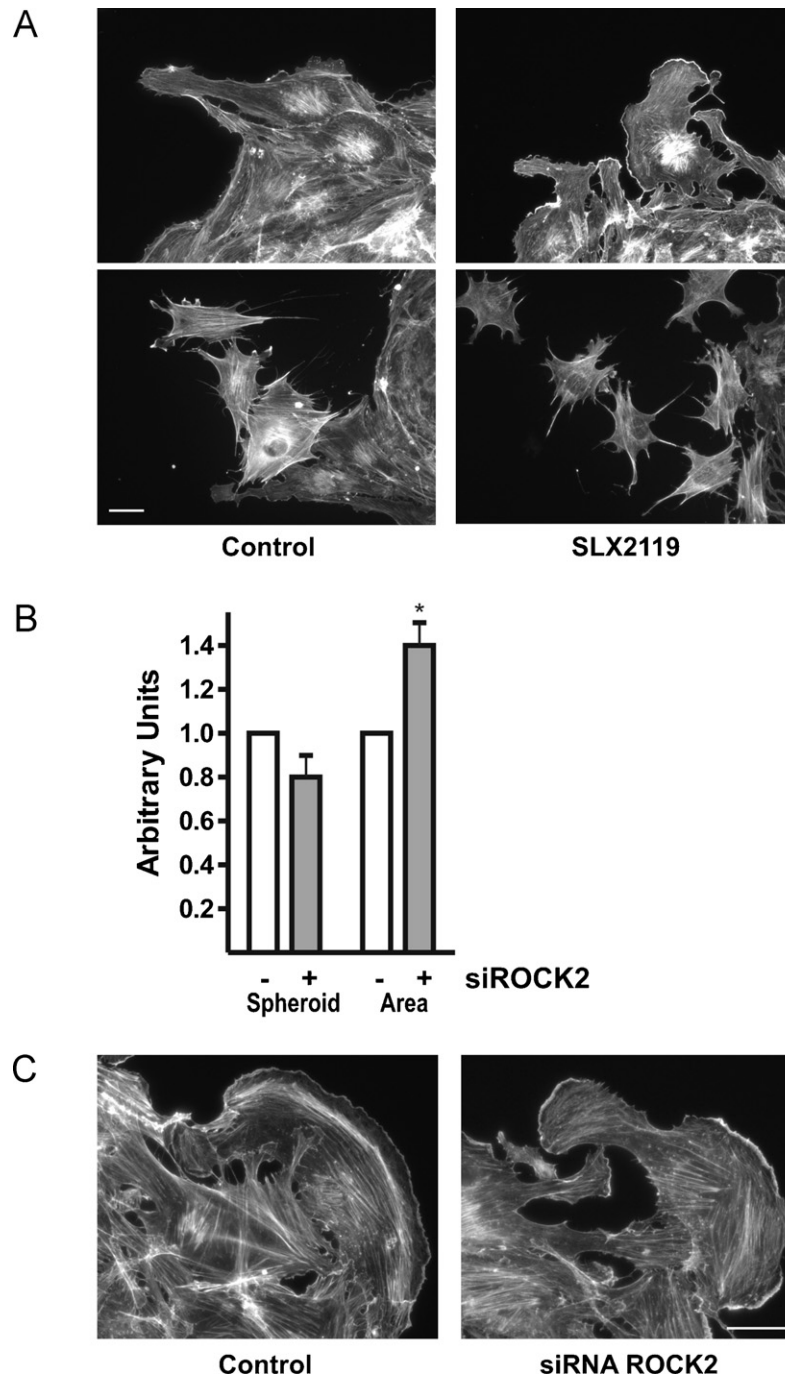 A
Control SLX2119
B
*
Arbitrary Units
1.4
1.2
1.0
0.8
0.6
0.4
0.2
- + - + siROCK2
Spheroid Area
C
Control siRNA ROCK2